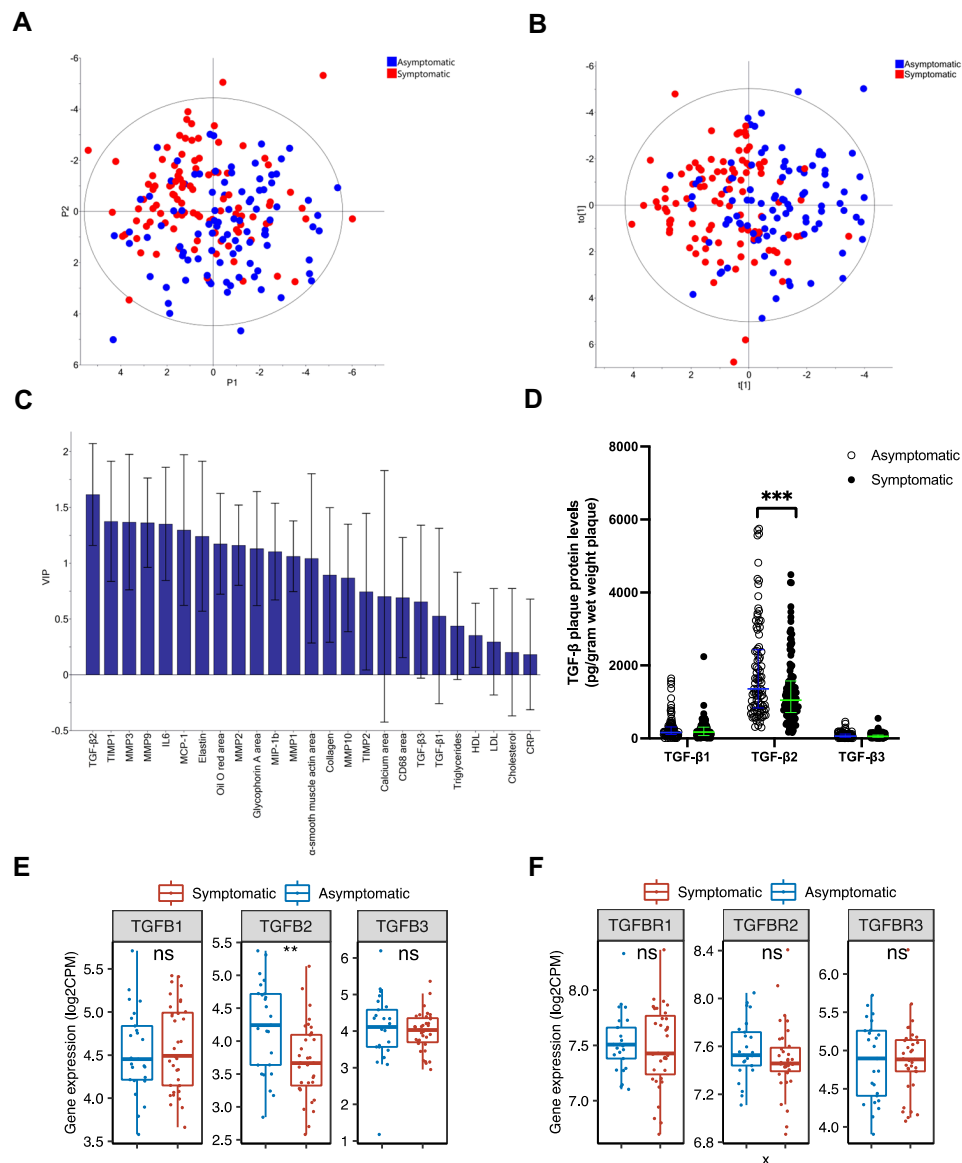 A
-6
Asymptomatic
Symptomatic
-4
-2
P2
0
2
4
6
4
2
0
-2
-4
-6
P1
B
-6
Asymptomatic
Symptomatic
-4
-2
to[1]
0
2
4
6
4
2
0
-2
-4
t[1]
C
2
1.5
1
0.5
0
-0.5
VIP
TGF-β2
TIMP1
MMP3
MMP9
IL6
MCP-1
Elastin
Oil O red area
MMP2
Glycophorin A area
MIP-1b
MMP1
α-smooth muscle actin area
Collagen
MMP10
TIMP2
Calcium area
CD68 area
TGF-β3
TGF-β1
Triglycerides
HDL
LDL
Cholesterol
CRP
D
TGF-β plaque protein levels
(pg/gram wet weight plaque)
8000
6000
4000
2000
0
Asymptomatic
Symptomatic
***
TGF-β1
TGF-β2
TGF-β3
E
Symptomatic
Asymptomatic
TGFB1
TGFB2
TGFB3
ns
**
ns
Gene expression (log2CPM)
5.5
5.0
4.5
4.0
3.5
5.5
5.0
4.5
4.0
3.5
3.0
2.5
6
5
4
3
2
1
F
Symptomatic
Asymptomatic
TGFBR1
TGFBR2
TGFBR3
ns
ns
ns
Gene expression (log2CPM)
8.0
7.5
7.0
8.4
8.0
7.6
7.2
6.8
6.0
5.5
5.0
4.5
4.0
x